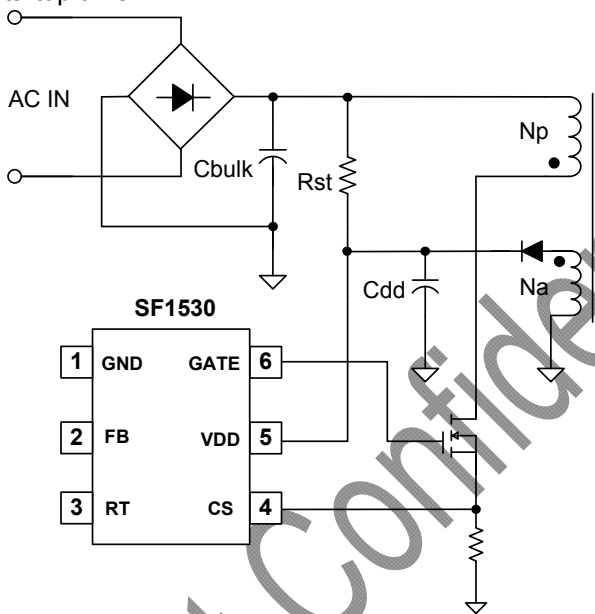 AC IN
Cbulk
Rst
Np
Cdd
Na
SF1530
1 GND GATE 6
2 FB VDD 5
3 RT CS 4